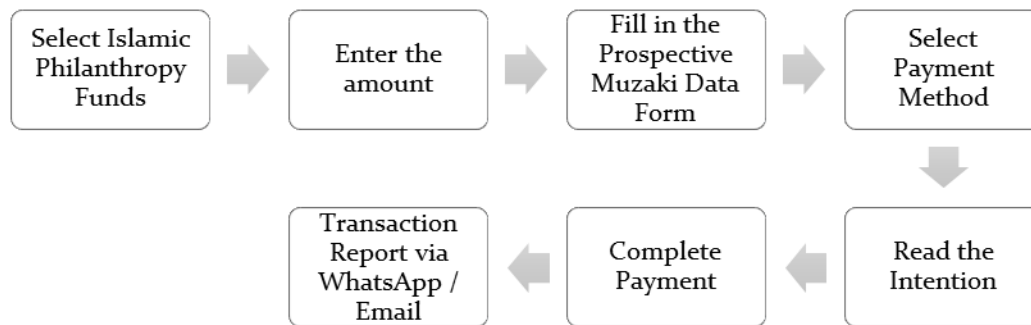 Select Islamic
Philanthropy
Funds
Enter the
amount
Fill in the
Prospective
Muzaki Data
Form
Select
Payment
Method
Read the
Intention
Complete
Payment
Transaction
Report via
WhatsApp /
Email